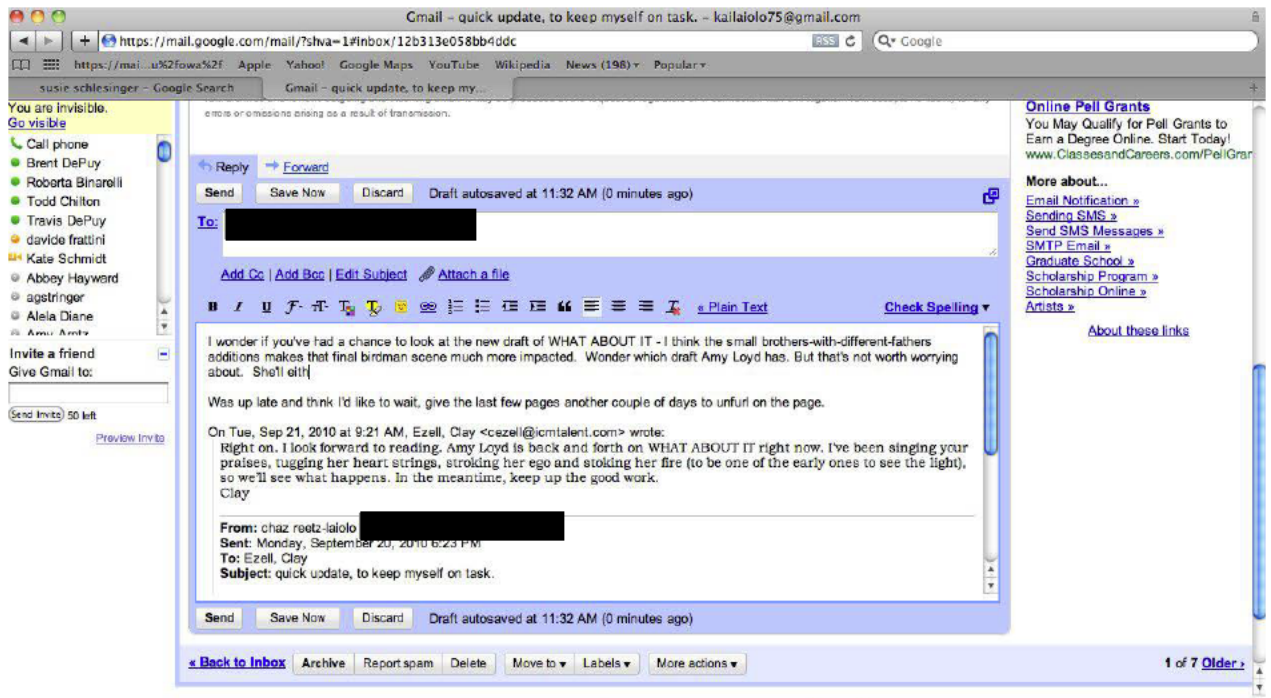 Gmail – quick update, to keep myself on task. – kailaiolo75@gmail.com
https://mail.google.com/mail/?shva=1#inbox/12b313e058bb4ddc RSS Google
https://mai...u%2fowa%2f Apple Yahoo! Google Maps YouTube Wikipedia News (198) Popular
susie schlesinger – Google Search Gmail – quick update, to keep my...
You are invisible.
Go visible
Call phone
Brent DePuy
Roberta Binarelli
Todd Chilton
Travis DePuy
davide frattini
Kate Schmidt
Abbey Hayward
agstringer
Alela Diane
Amy Arntz
Invite a friend
Give Gmail to:
Send Invite 50 left
Preview Invite
errors or omissions arising as a result of transmission.
Reply Forward
Send Save Now Discard Draft autosaved at 11:32 AM (0 minutes ago)
To:
Add Cc | Add Bcc | Edit Subject Attach a file
B I U « Plain Text Check Spelling
I wonder if you've had a chance to look at the new draft of WHAT ABOUT IT - I think the small brothers-with-different-fathers
additions makes that final birdman scene much more impacted. Wonder which draft Amy Loyd has. But that's not worth worrying
about. She'll eith
Was up late and think I'd like to wait, give the last few pages another couple of days to unfurl on the page.
On Tue, Sep 21, 2010 at 9:21 AM, Ezell, Clay <cezell@icmtalent.com> wrote:
Right on. I look forward to reading. Amy Loyd is back and forth on WHAT ABOUT IT right now. I've been singing your
praises, tugging her heart strings, stroking her ego and stoking her fire (to be one of the early ones to see the light),
so we'll see what happens. In the meantime, keep up the good work.
Clay
From: chaz reetz-laiolo
Sent: Monday, September 20, 2010 6:23 PM
To: Ezell, Clay
Subject: quick update, to keep myself on task.
Send Save Now Discard Draft autosaved at 11:32 AM (0 minutes ago)
« Back to Inbox Archive Report spam Delete Move to Labels More actions 1 of 7 Older ›
Online Pell Grants
You May Qualify for Pell Grants to
Earn a Degree Online. Start Today!
www.ClassesandCareers.com/PellGrar
More about...
Email Notification »
Sending SMS »
Send SMS Messages »
SMTP Email »
Graduate School »
Scholarship Program »
Scholarship Online »
Artists »
About these links